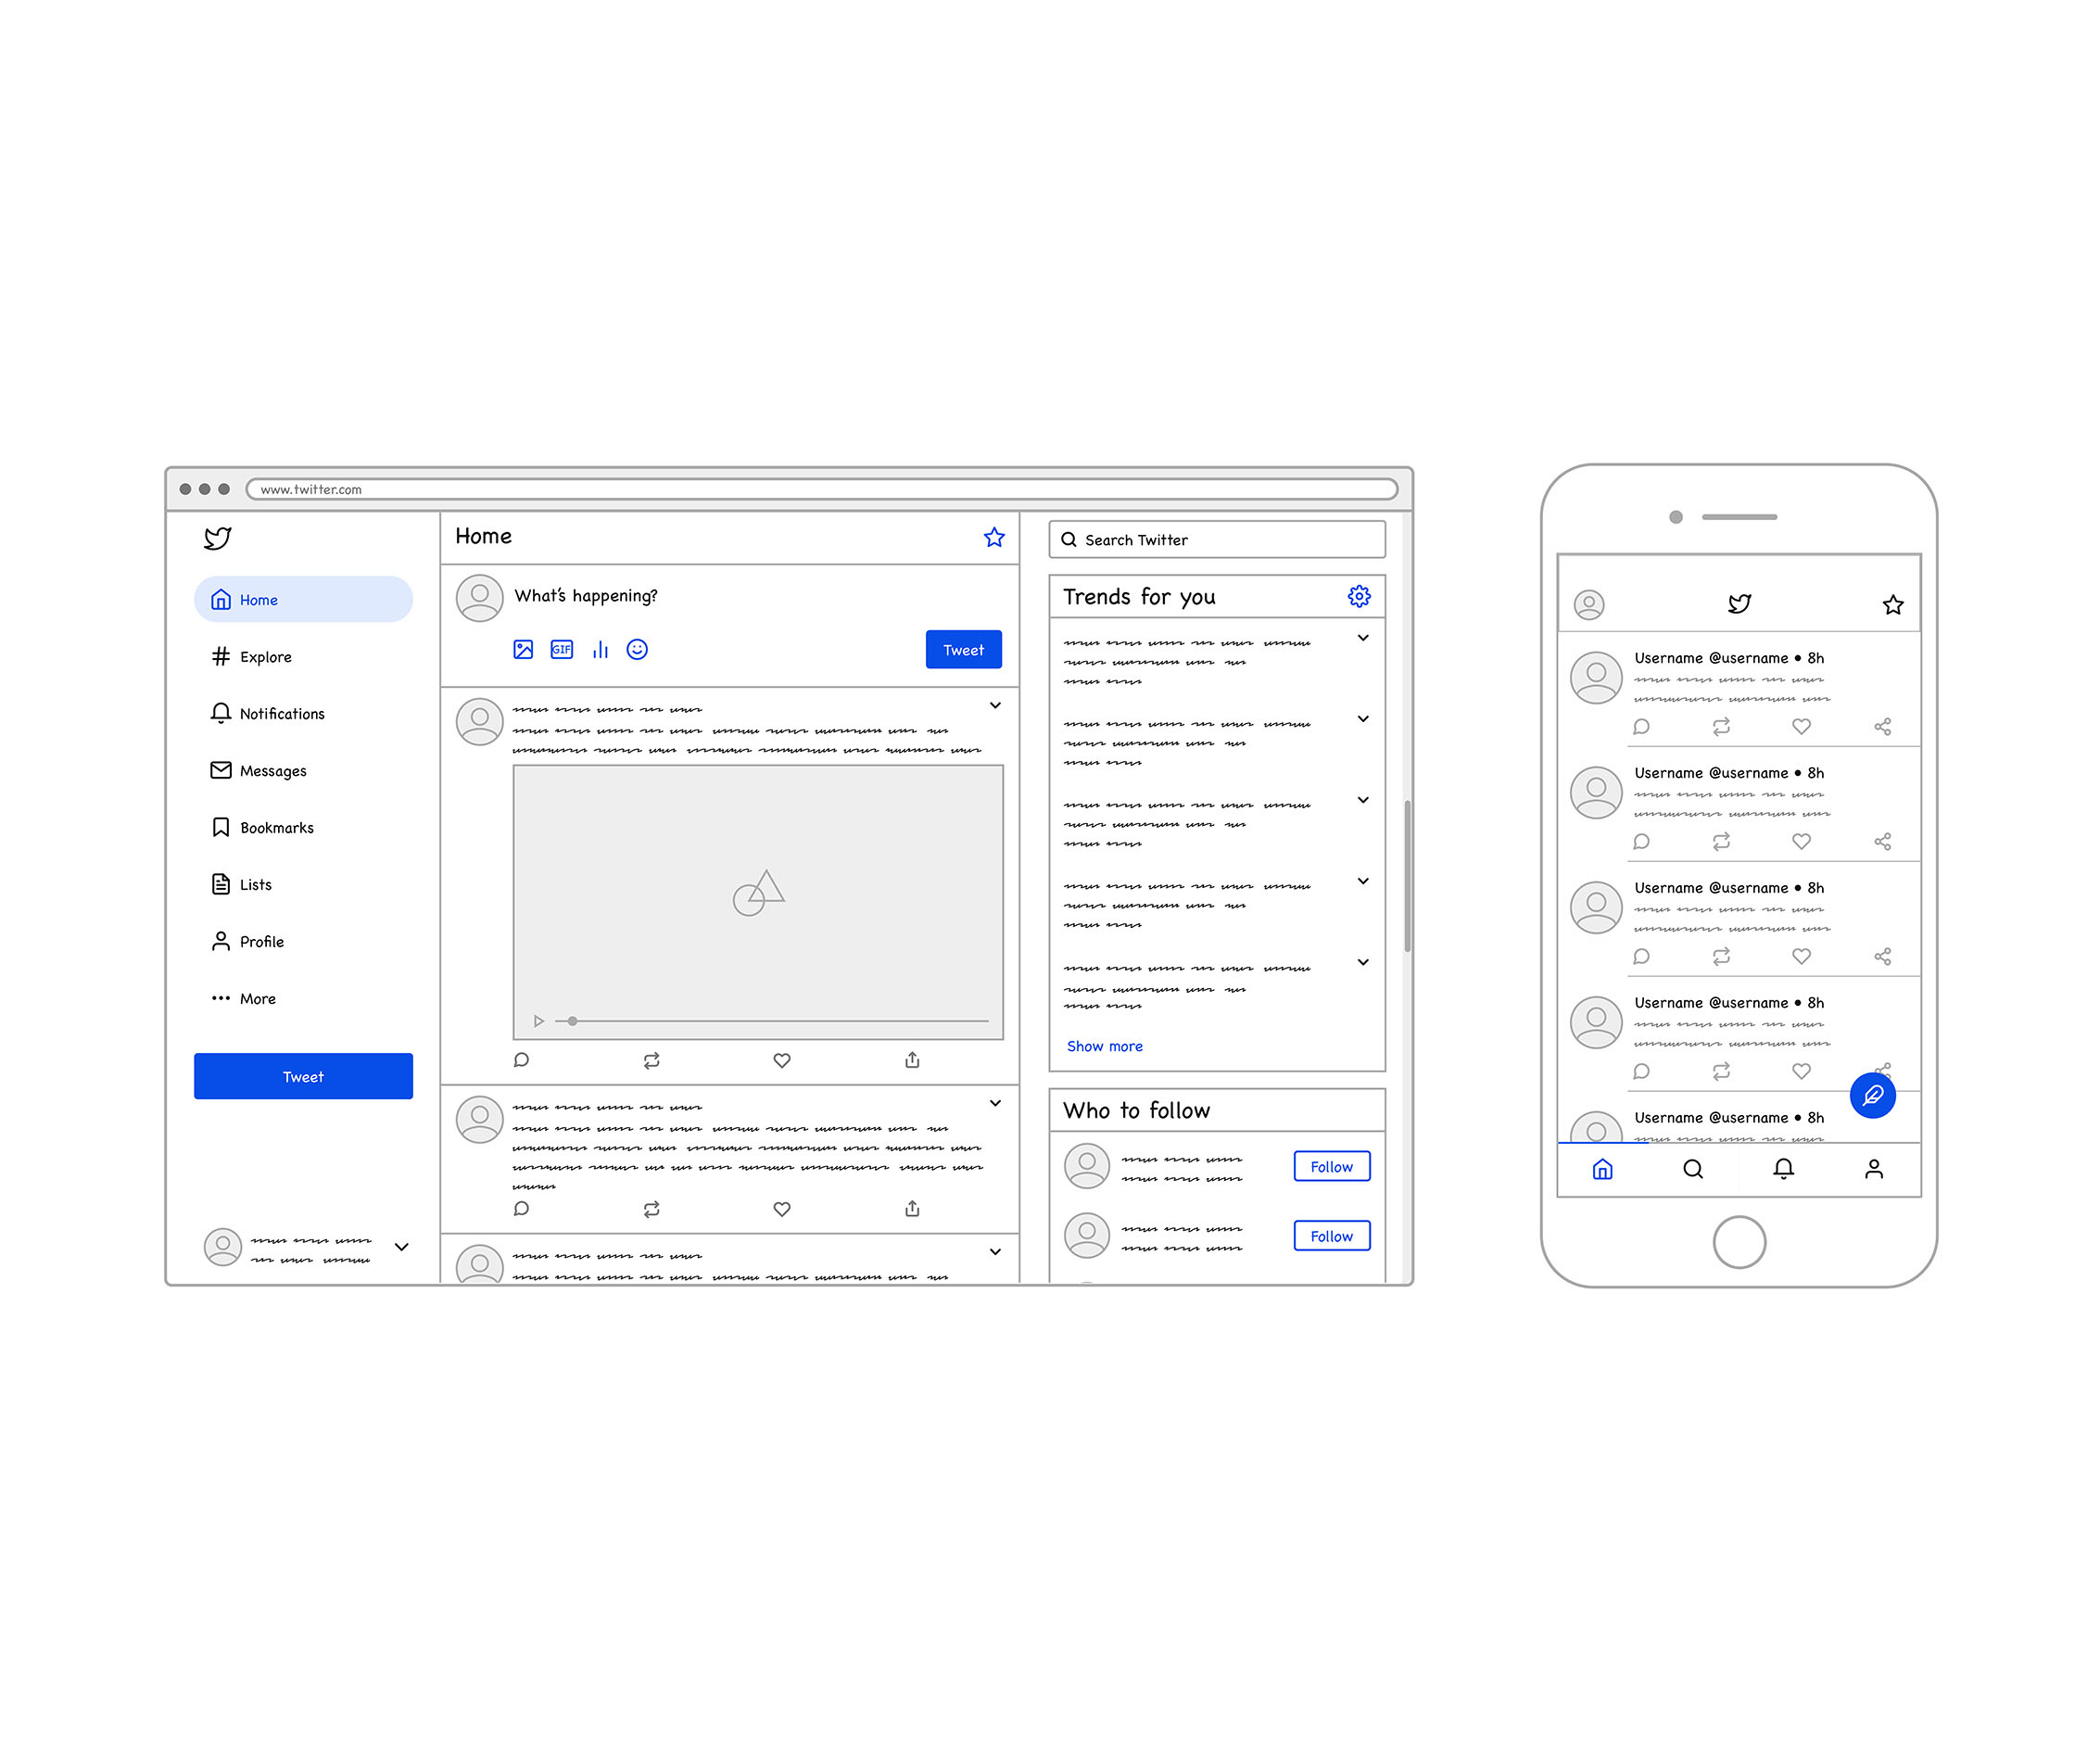 www.twitter.com
Home
Explore
Notifications
Messages
Bookmarks
Lists
Profile
More
Tweet
Home
What's happening?
GIF
Tweet
Search Twitter
Trends for you
Show more
Who to follow
Follow
Follow
Username @username • 8h
Username @username • 8h
Username @username • 8h
Username @username • 8h
Username @username • 8h